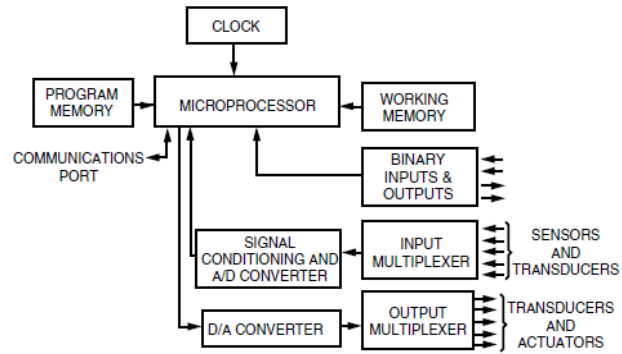 CLOCK
PROGRAM
MEMORY
MICROPROCESSOR
WORKING
MEMORY
COMMUNICATIONS
PORT
BINARY
INPUTS &
OUTPUTS
SIGNAL
CONDITIONING AND
A/D CONVERTER
INPUT
MULTIPLEXER
SENSORS
AND
TRANSDUCERS
D/A CONVERTER
OUTPUT
MULTIPLEXER
TRANSDUCERS
AND
ACTUATORS